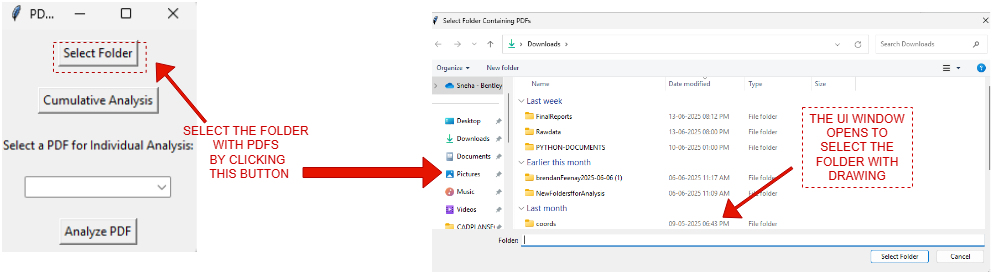 PD...
Select Folder
Cumulative Analysis
Select a PDF for Individual Analysis:
Analyze PDF
SELECT THE FOLDER
WITH PDFS
BY CLICKING
THIS BUTTON
Select Folder Containing PDFs
Downloads
Search Downloads
Organize
New folder
Sneha - Bentley
Desktop
Downloads
Documents
Pictures
Music
Videos
CADPLANSE
Name Date modified Type Size
Last week
FinalReports 13-06-2025 08:12 PM File folder
Rawdata 13-06-2025 08:00 PM File folder
PYTHON-DOCUMENTS 10-06-2025 01:00 PM File folder
Earlier this month
brendanFeenay2025-06-06 (1) 06-06-2025 11:17 AM File folder
NewFoldersfforAnalysis 06-06-2025 11:09 AM File folder
Last month
coords 09-05-2025 06:43 PM File folder
THE UI WINDOW
OPENS TO
SELECT THE
FOLDER WITH
DRAWING
Folder:
Select Folder
Cancel